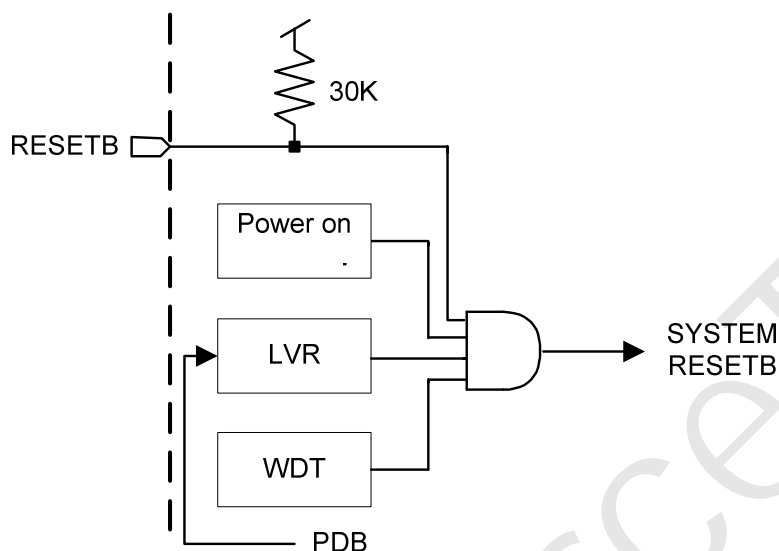 30K
RESETB
Power on
LVR
SYSTEM
RESETB
WDT
PDB